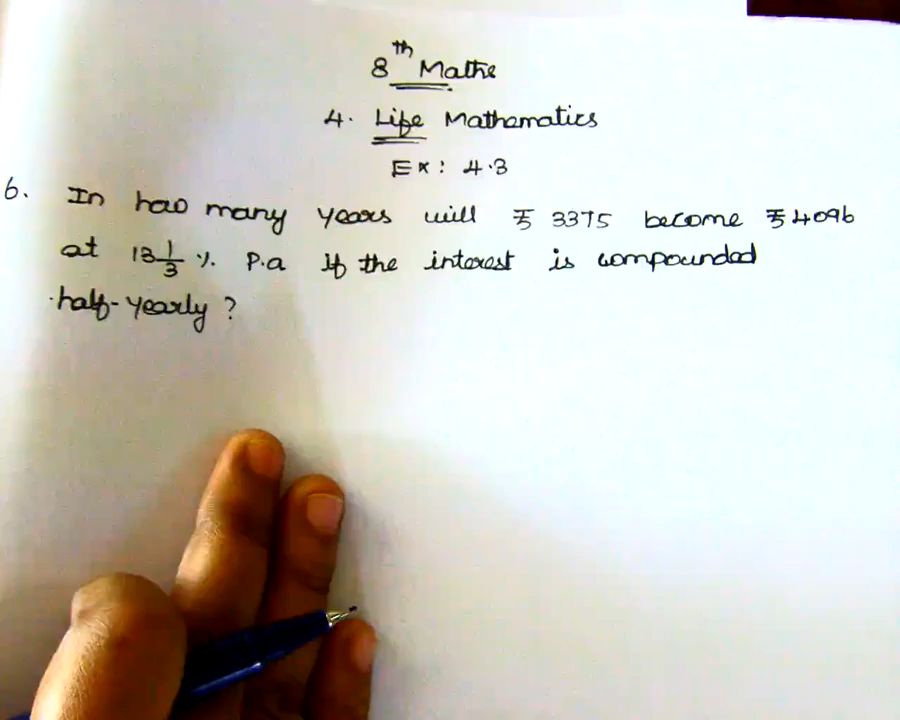 8th Maths
4. Life Mathematics
Ex: 4.3
6. In how many years will ₹ 3375 become ₹ 4096
at 13 1/3 %. P.a if the interest is compounded
half-yearly ?